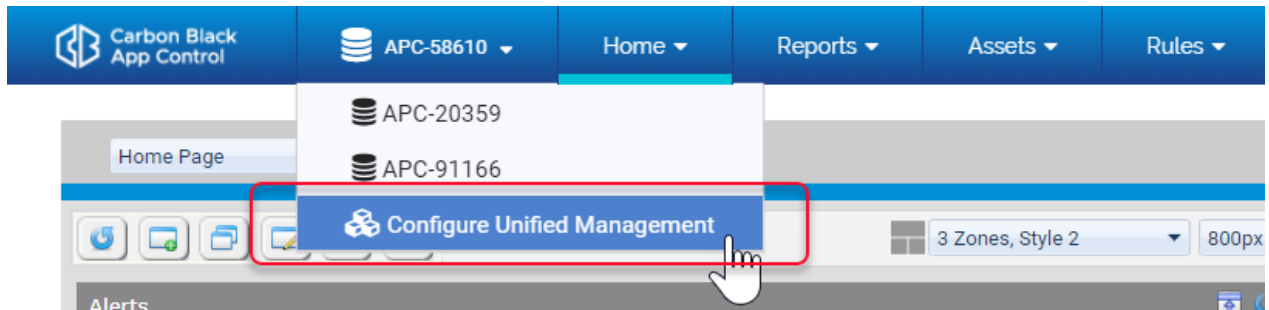 Carbon Black
App Control
APC-58610
Home
Reports
Assets
Rules
APC-20359
APC-91166
Configure Unified Management
Home Page
3 Zones, Style 2
800px
Alerts